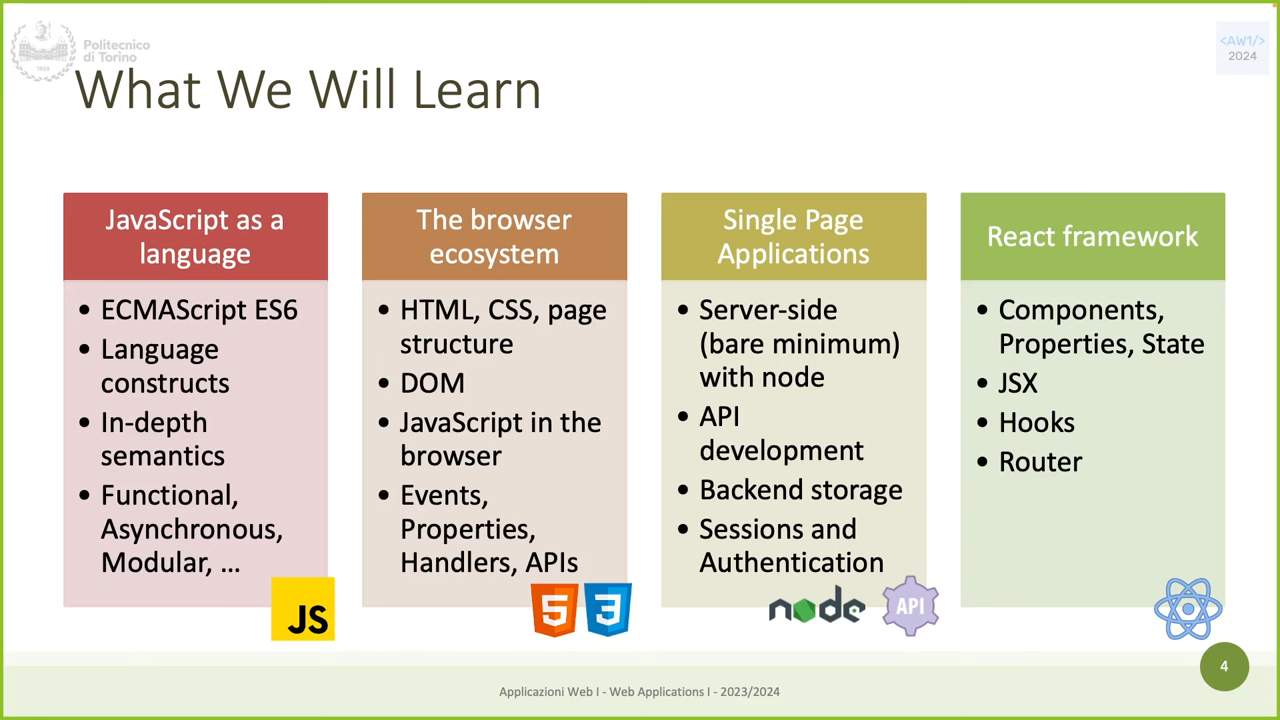 Politecnico
di Torino
1859
<AW1/>
2024
What We Will Learn
JavaScript as a
language
• ECMAScript ES6
• Language
constructs
• In-depth
semantics
• Functional,
Asynchronous,
Modular, …
JS
The browser
ecosystem
• HTML, CSS, page
structure
• DOM
• JavaScript in the
browser
• Events,
Properties,
Handlers, APIs
5
3
Single Page
Applications
• Server-side
(bare minimum)
with node
• API
development
• Backend storage
• Sessions and
Authentication
node
API
React framework
• Components,
Properties, State
• JSX
• Hooks
• Router
4
Applicazioni Web I - Web Applications I - 2023/2024